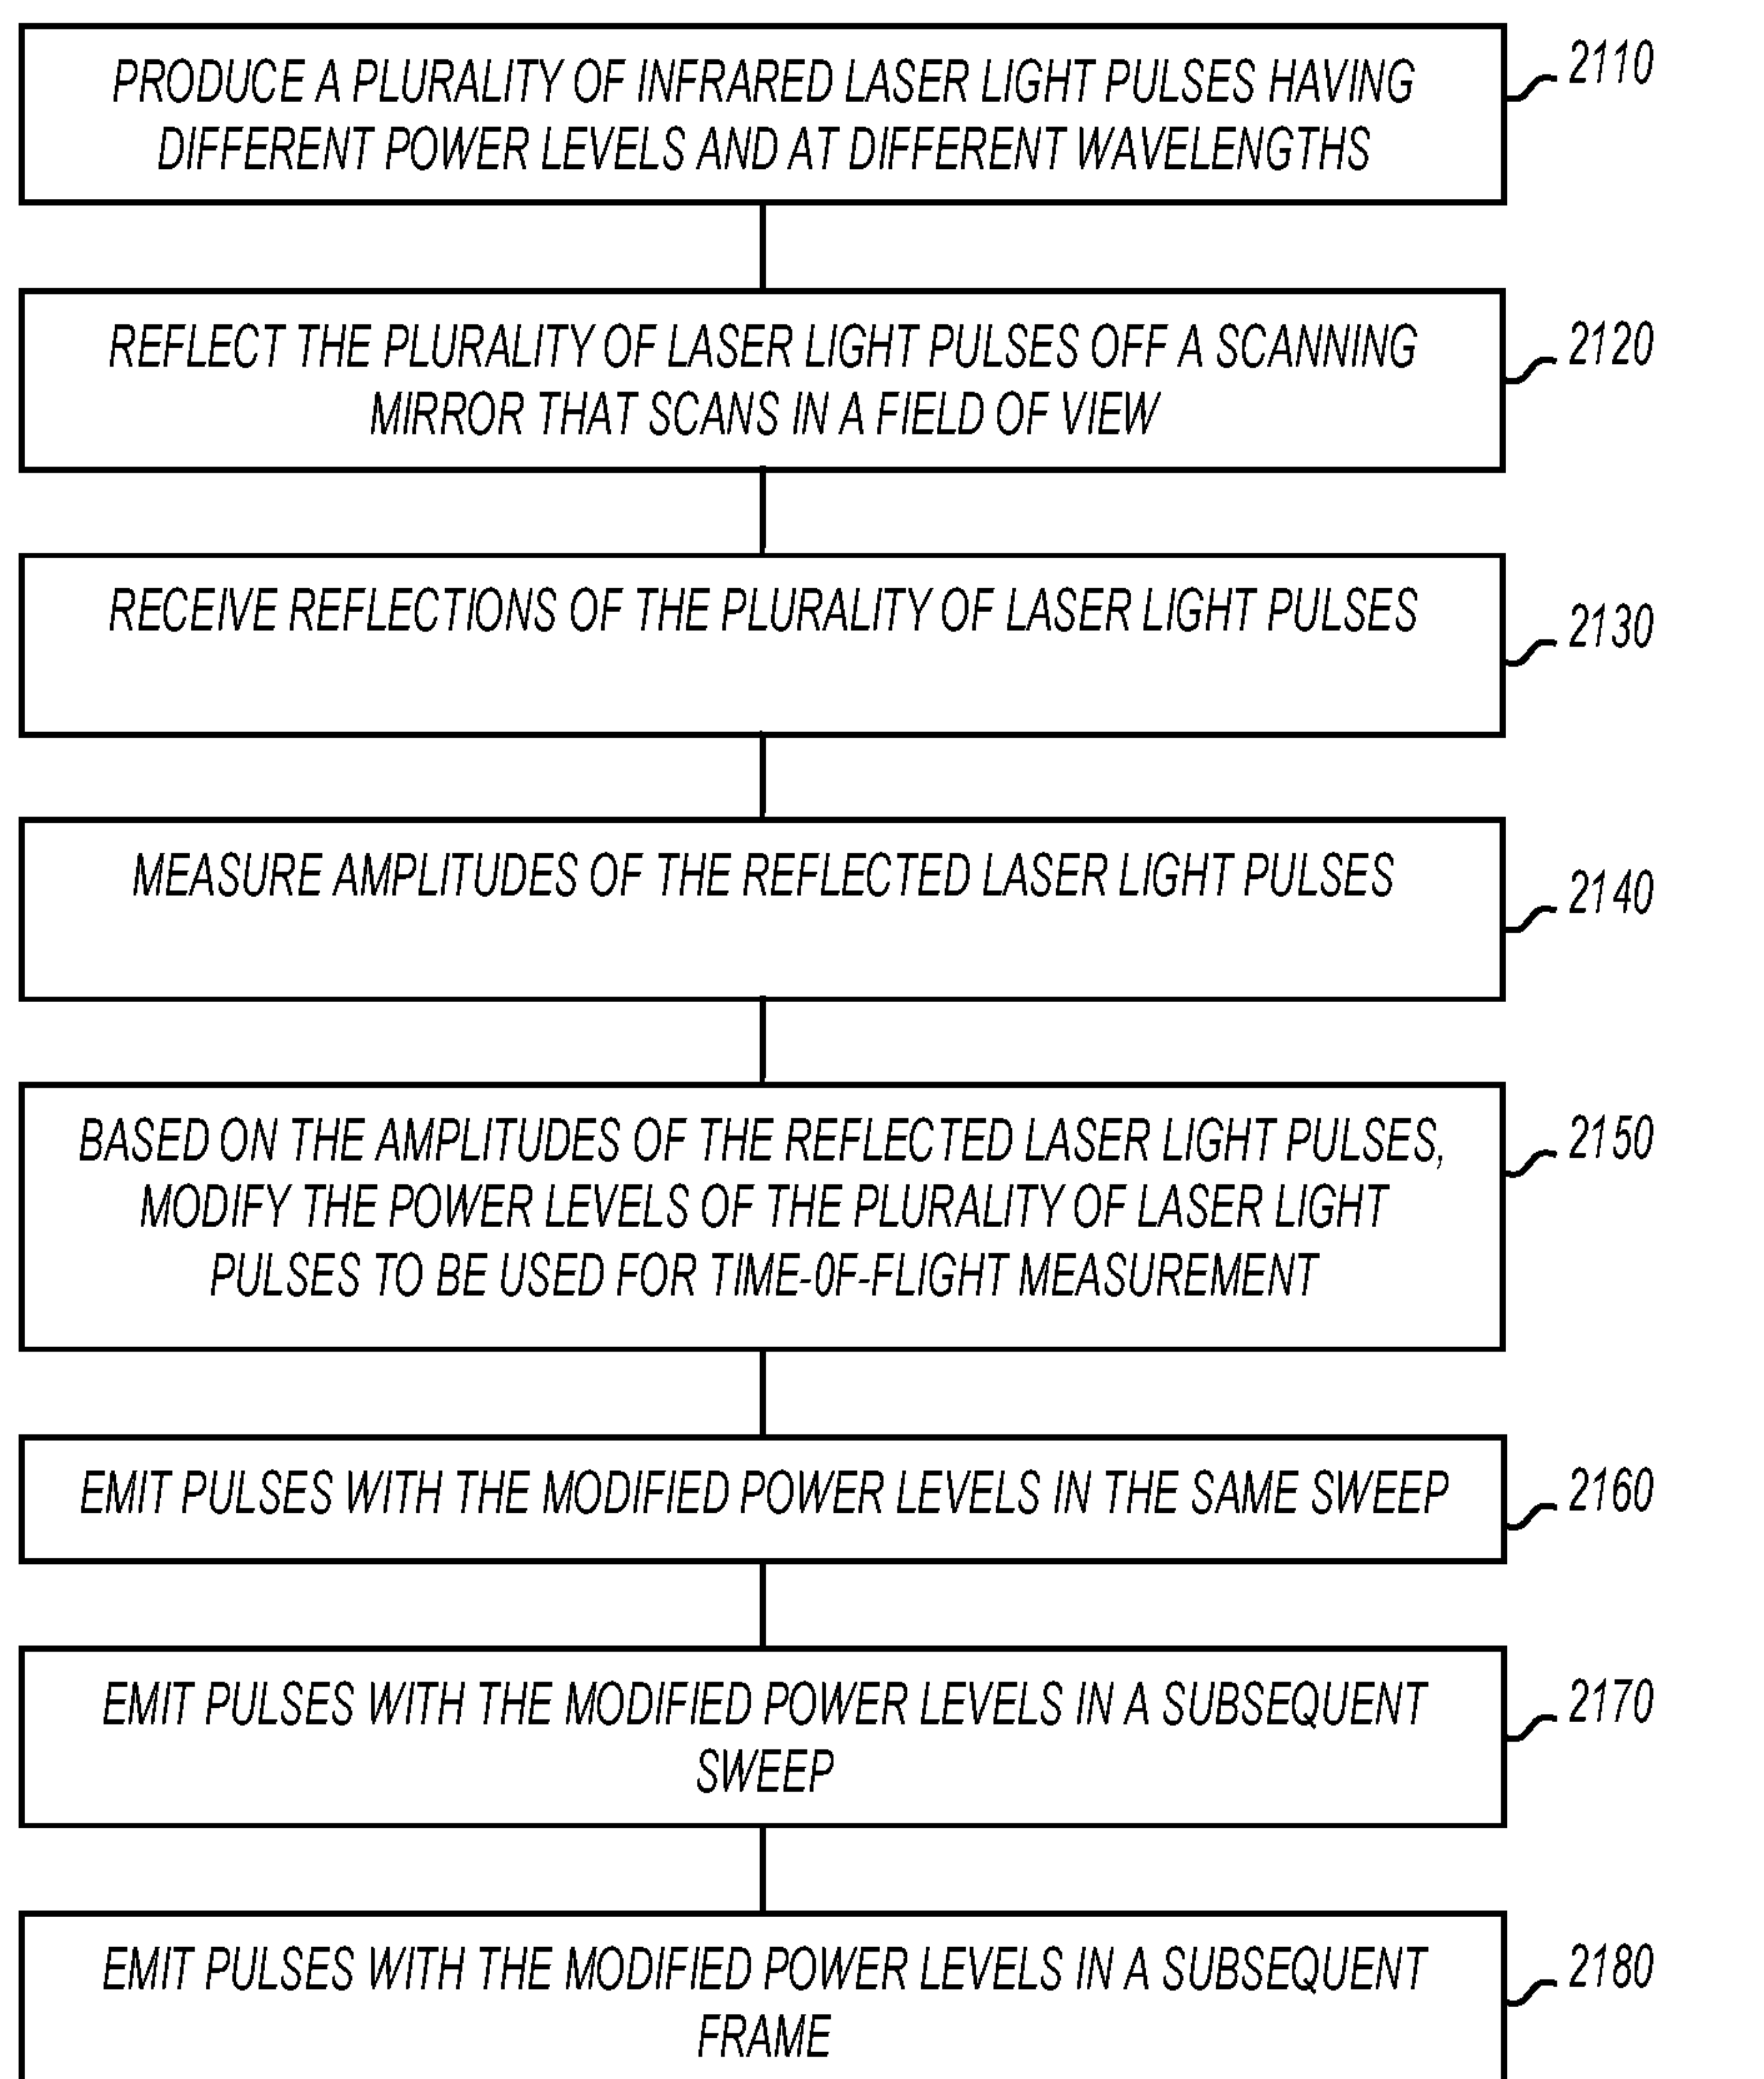 PRODUCE A PLURALITY OF INFRARED LASER LIGHT PULSES HAVING
DIFFERENT POWER LEVELS AND AT DIFFERENT WAVELENGTHS
2110
REFLECT THE PLURALITY OF LASER LIGHT PULSES OFF A SCANNING
MIRROR THAT SCANS IN A FIELD OF VIEW
2120
RECEIVE REFLECTIONS OF THE PLURALITY OF LASER LIGHT PULSES
2130
MEASURE AMPLITUDES OF THE REFLECTED LASER LIGHT PULSES
2140
BASED ON THE AMPLITUDES OF THE REFLECTED LASER LIGHT PULSES,
MODIFY THE POWER LEVELS OF THE PLURALITY OF LASER LIGHT
PULSES TO BE USED FOR TIME-0F-FLIGHT MEASUREMENT
2150
EMIT PULSES WITH THE MODIFIED POWER LEVELS IN THE SAME SWEEP
2160
EMIT PULSES WITH THE MODIFIED POWER LEVELS IN A SUBSEQUENT
SWEEP
2170
EMIT PULSES WITH THE MODIFIED POWER LEVELS IN A SUBSEQUENT
FRAME
2180